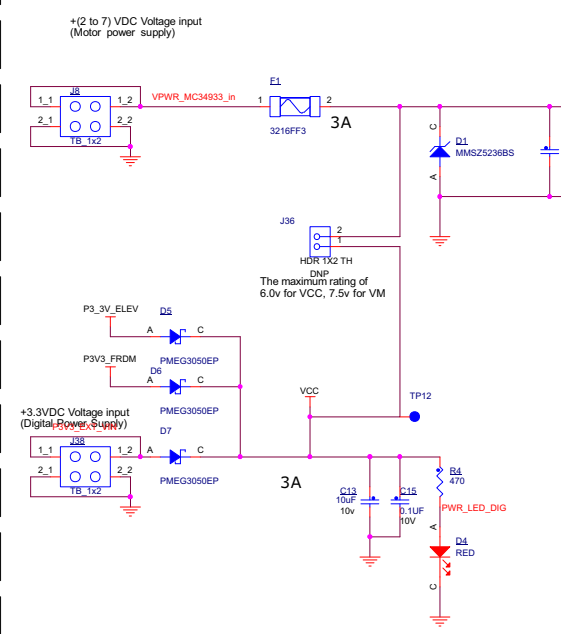 +(2 to 7) VDC Voltage input
(Motor power supply)
J8
1_1 1_2
2_1 2_2
TB_1x2
VPWR_MC34933_in
F1
1 2
3216FF3
3A
C
D1
MMSZ5236BS
A
J36
2
1
HDR 1X2 TH
DNP
The maximum rating of
6.0v for VCC, 7.5v for VM
P3_3V_ELEV
D5
A C
PMEG3050EP
P3V3_FRDM
D6
A C
PMEG3050EP
VCC
TP12
+3.3VDC Voltage input
(Digital Power Supply)
J38
1_1 1_2
2_1 2_2
TB_1x2
D7
A C
PMEG3050EP
3A
C13
10uF
10v
C15
0.1UF
10V
R4
470
PWR_LED_DIG
A
D4
RED
C